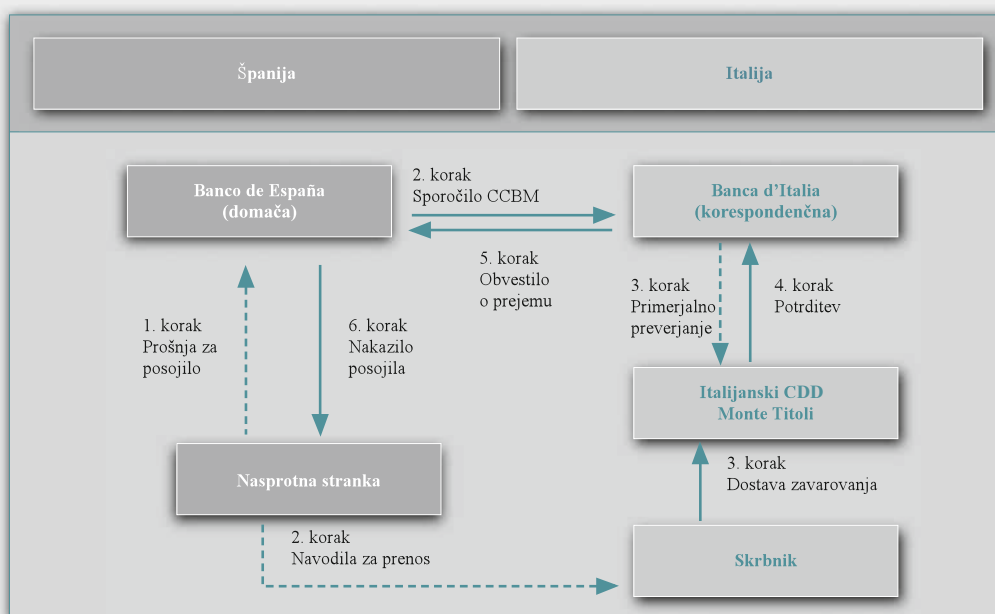 Španija
Italija
Banco de España
(domača)
2. korak
Sporočilo CCBM
Banca d'Italia
(korespondenčna)
5. korak
Obvestilo
o prejemu
1. korak
Prošnja za
posojilo
6. korak
Nakazilo
posojila
3. korak
Primerjalno
preverjanje
4. korak
Potrditev
Italijanski CDD
Monte Titoli
Nasprotna stranka
3. korak
Dostava zavarovanja
2. korak
Navodila za prenos
Skrbnik